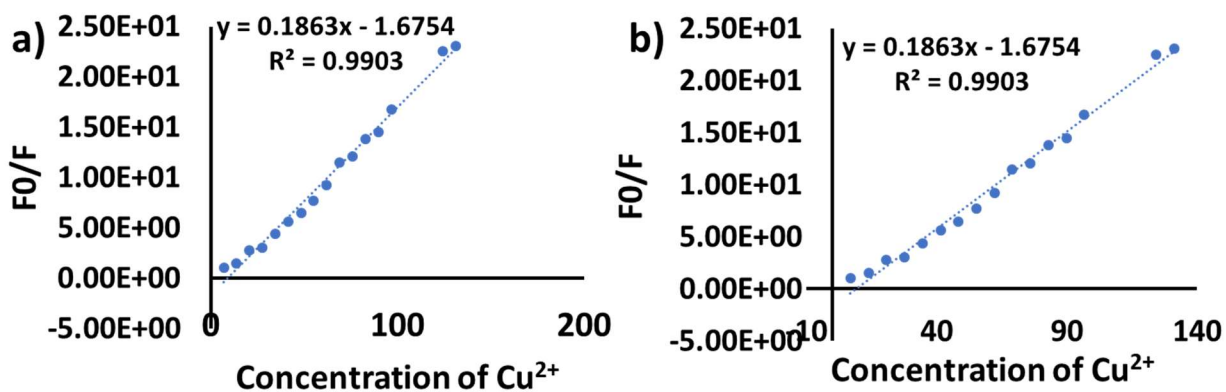 a)
y = 0.1863x - 1.6754
R² = 0.9903
2.50E+01
2.00E+01
1.50E+01
1.00E+01
5.00E+00
0.00E+00
-5.00E+00
F0/F
0
100
200
Concentration of Cu²⁺
b)
y = 0.1863x - 1.6754
R² = 0.9903
2.50E+01
2.00E+01
1.50E+01
1.00E+01
5.00E+00
0.00E+00
-5.00E+00
F0/F
-10
40
90
140
Concentration of Cu²⁺